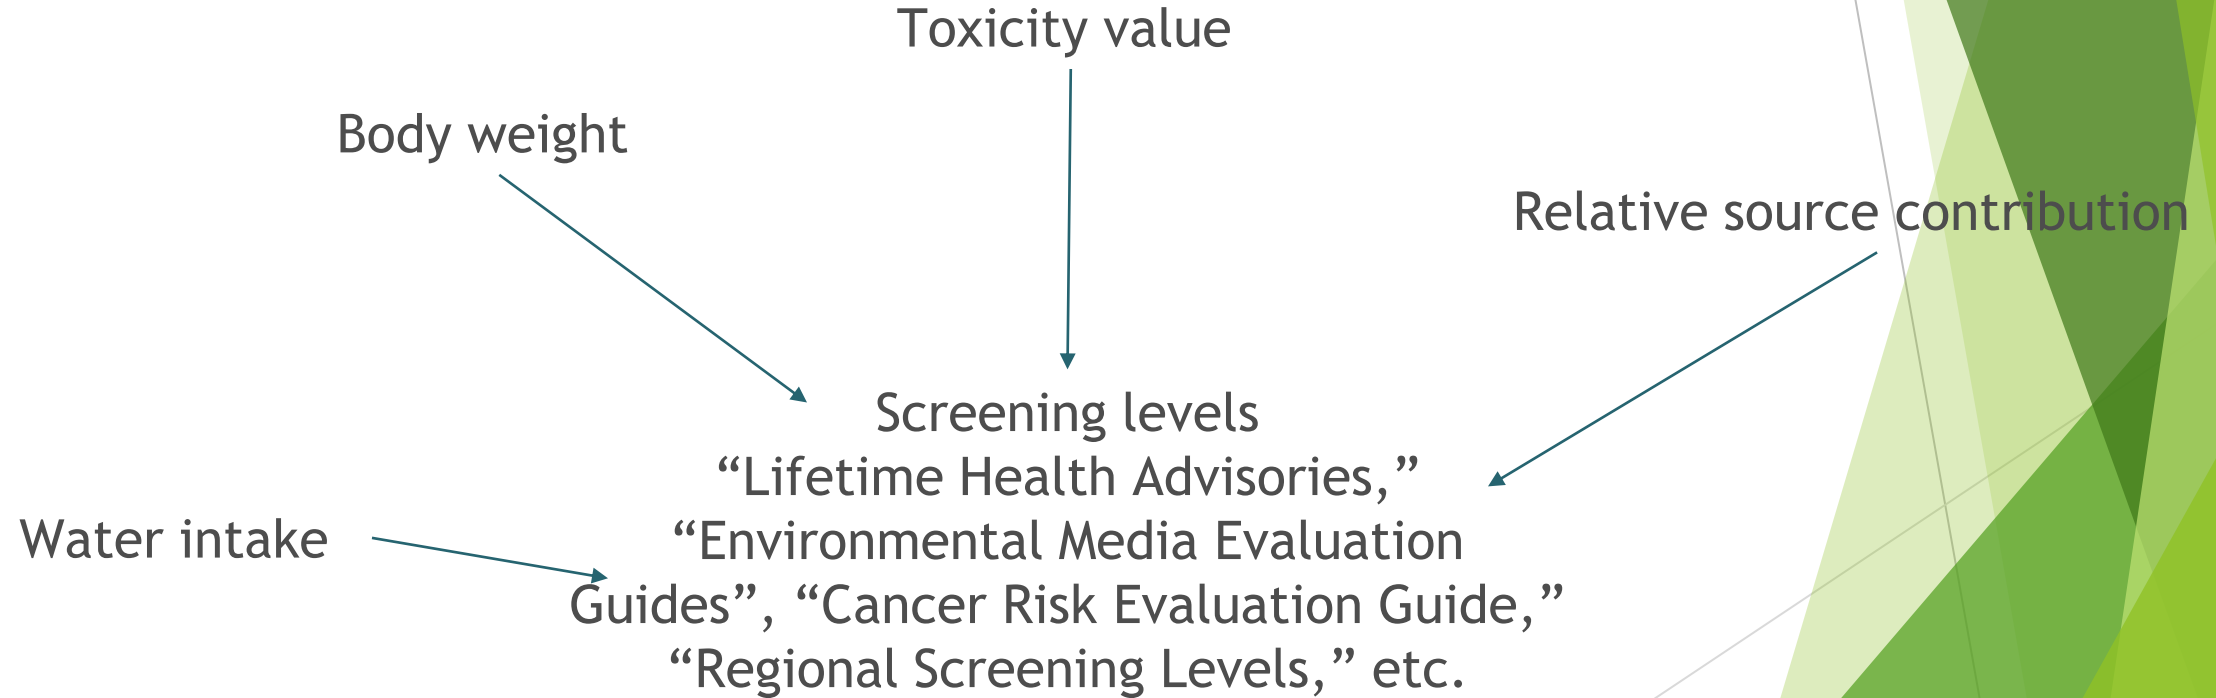 Toxicity value
Body weight
Relative source contribution
Screening levels
“Lifetime Health Advisories,”
“Environmental Media Evaluation
Guides”, “Cancer Risk Evaluation Guide,”
“Regional Screening Levels,” etc.
Water intake